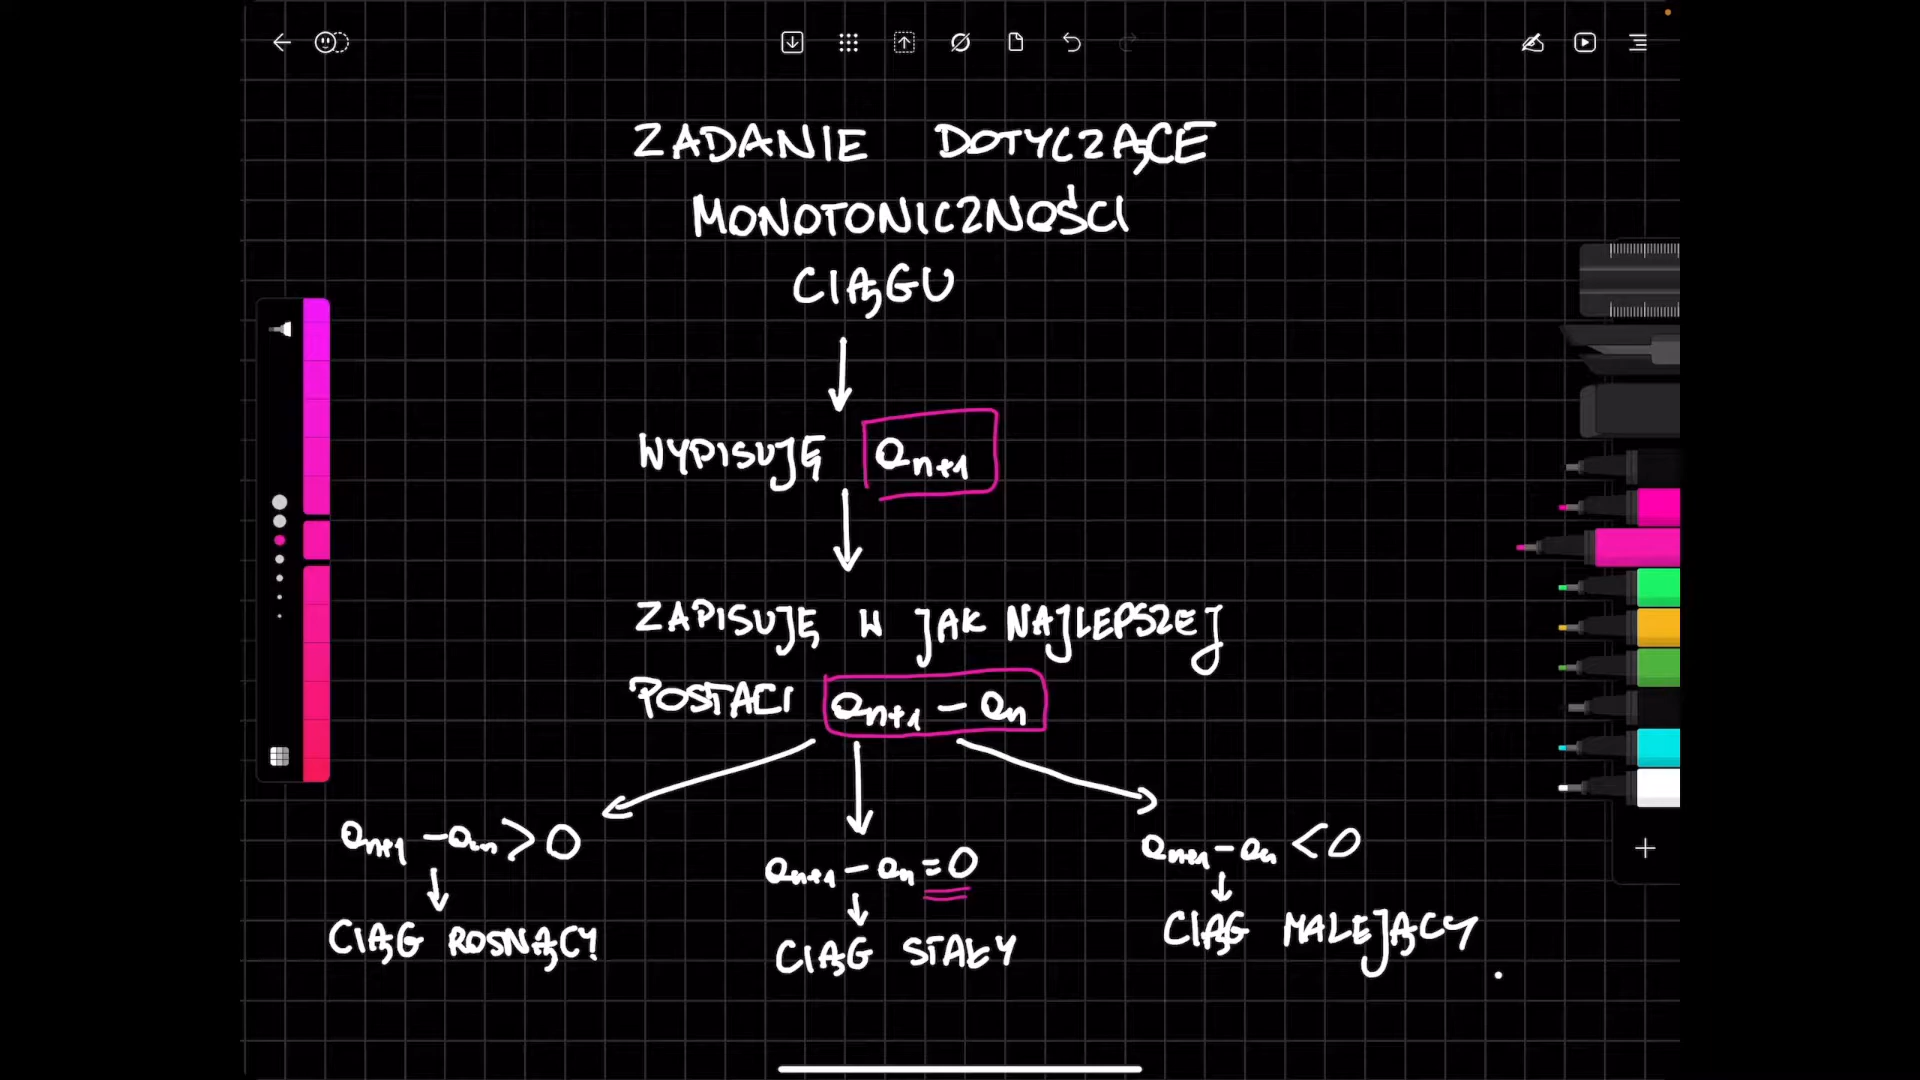 ZADANIE DOTYCZĄCE
MONOTONICZNOŚCI
CIĄGU
WYPISUJĘ an+1
ZAPISUJĘ W JAK NAJLEPSZEJ
POSTACI an+1 - an
an+1 - an > 0
an+1 - an = 0
an+1 - an < 0
CIĄG ROSNĄCY
CIĄG STAŁY
CIĄG MALEJĄCY